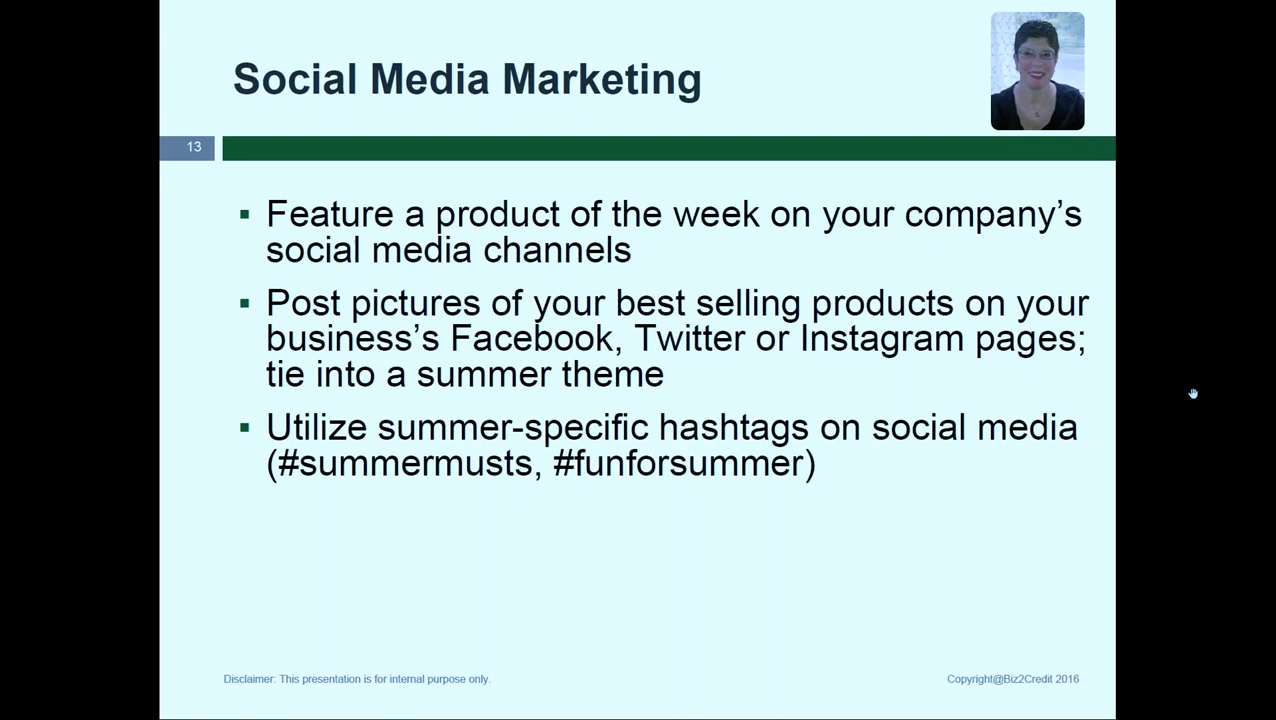 Social Media Marketing
13
▪ Feature a product of the week on your company’s
social media channels
▪ Post pictures of your best selling products on your
business’s Facebook, Twitter or Instagram pages;
tie into a summer theme
▪ Utilize summer-specific hashtags on social media
(#summermusts, #funforsummer)
Disclaimer: This presentation is for internal purpose only.
Copyright@Biz2Credit 2016